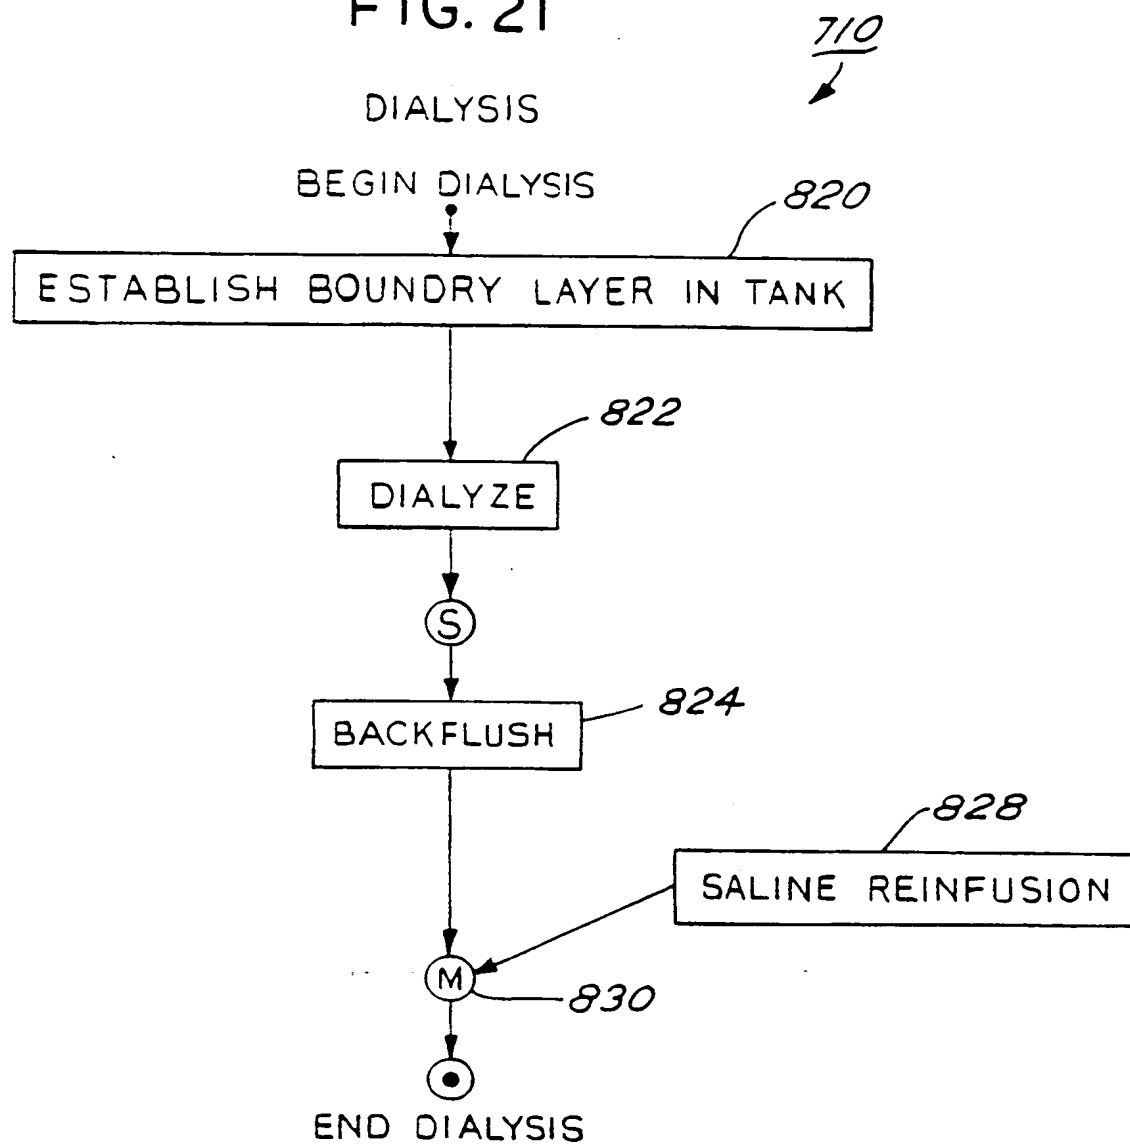 FIG. 21
710
DIALYSIS
BEGIN DIALYSIS
820
ESTABLISH BOUNDRY LAYER IN TANK
822
DIALYZE
S
824
BACKFLUSH
828
SALINE REINFUSION
M
830
END DIALYSIS